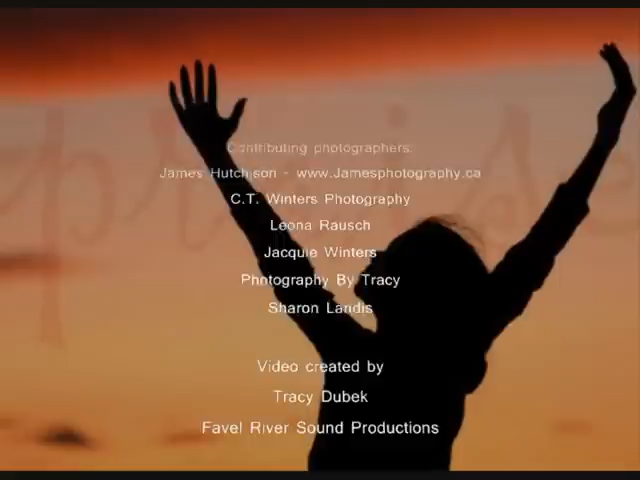 praise
Contributing photographers:
James Hutchison - www.Jamesphotography.ca
C.T. Winters Photography
Leona Rausch
Jacquie Winters
Photography By Tracy
Sharon Landis
Video created by
Tracy Dubek
Favel River Sound Productions